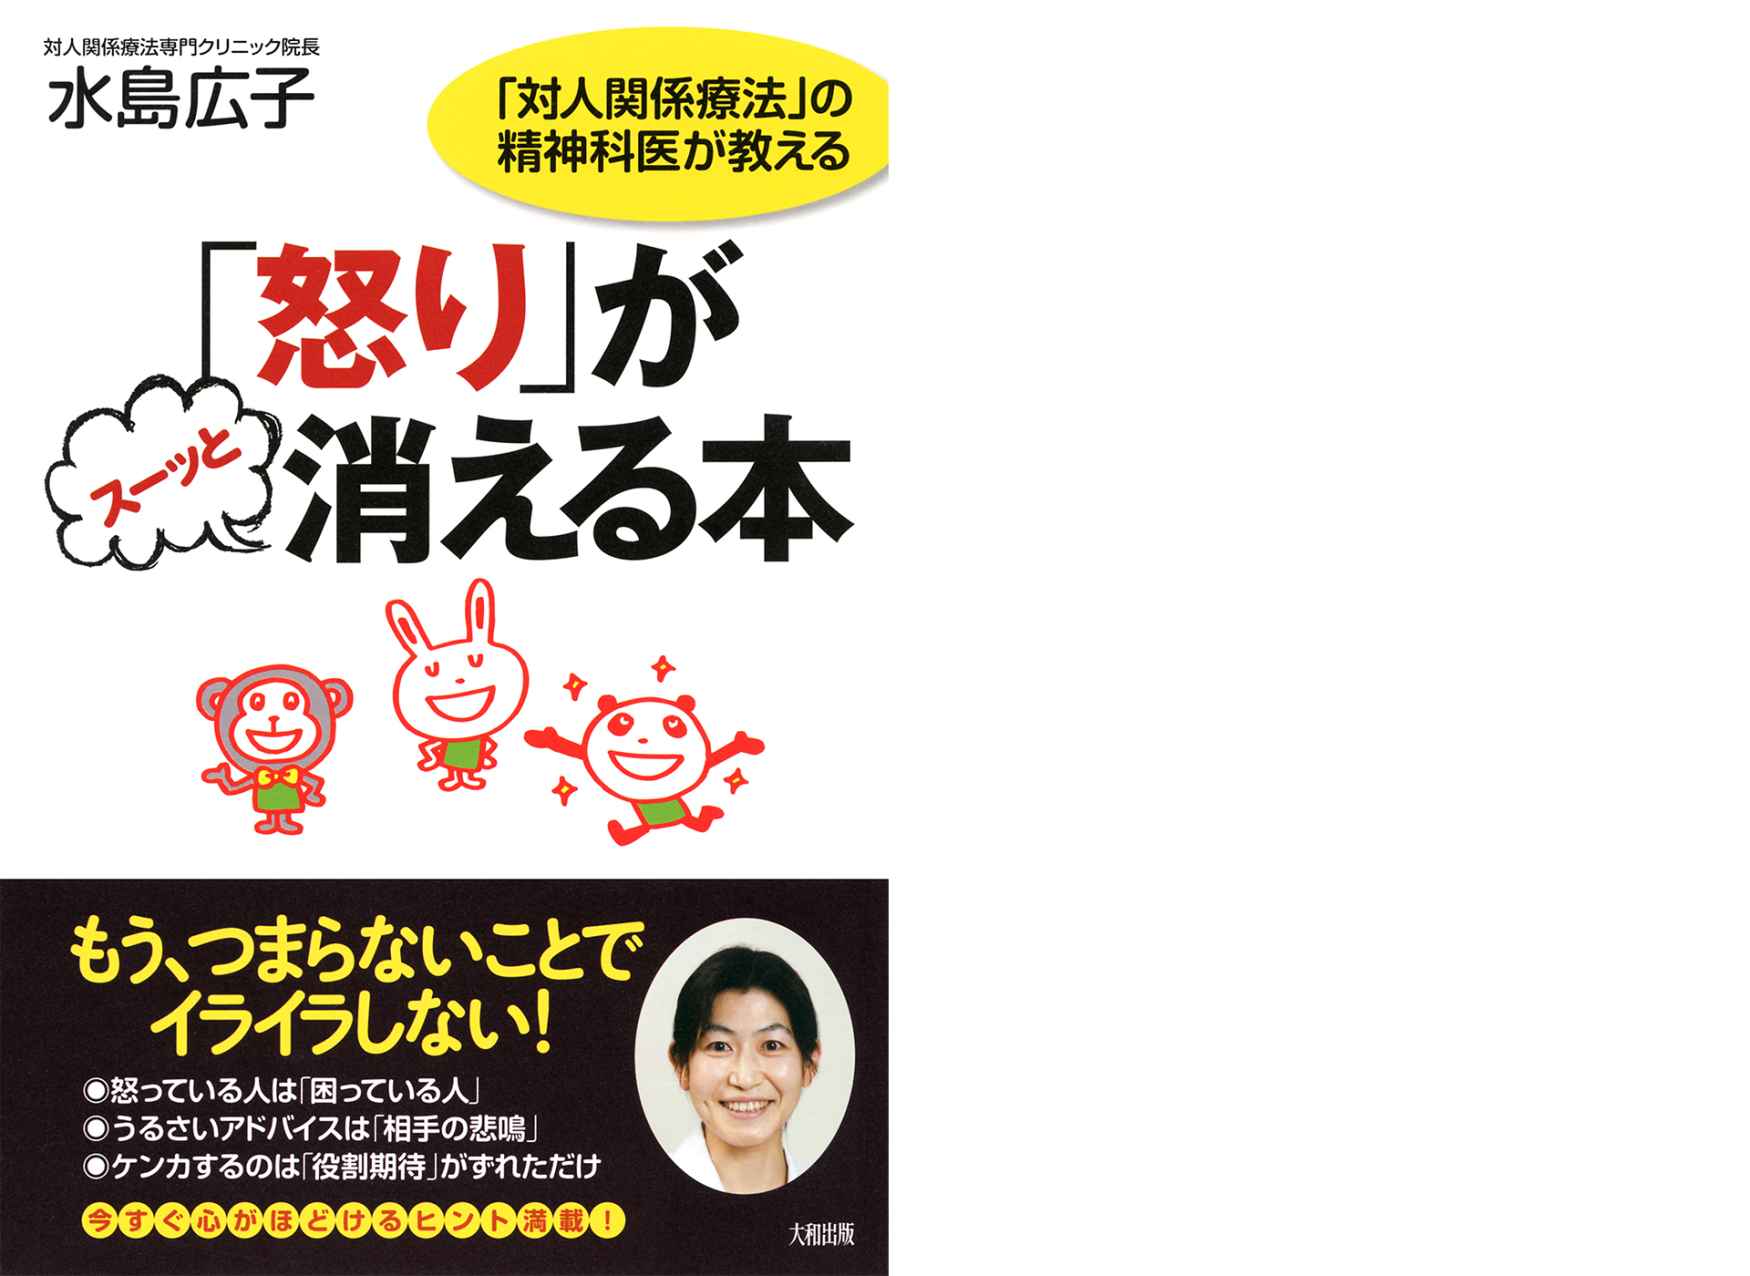 対人関係療法専門クリニック院長
水島広子
「対人関係療法」の
精神科医が教える
「怒り」が
スーッと
消える本
もう、つまらないことで
イライラしない!
◉怒っている人は「困っている人」
◉うるさいアドバイスは「相手の悲鳴」
◉ケンカするのは「役割期待」がずれただけ
今すぐ心がほどけるヒント満載!
大和出版